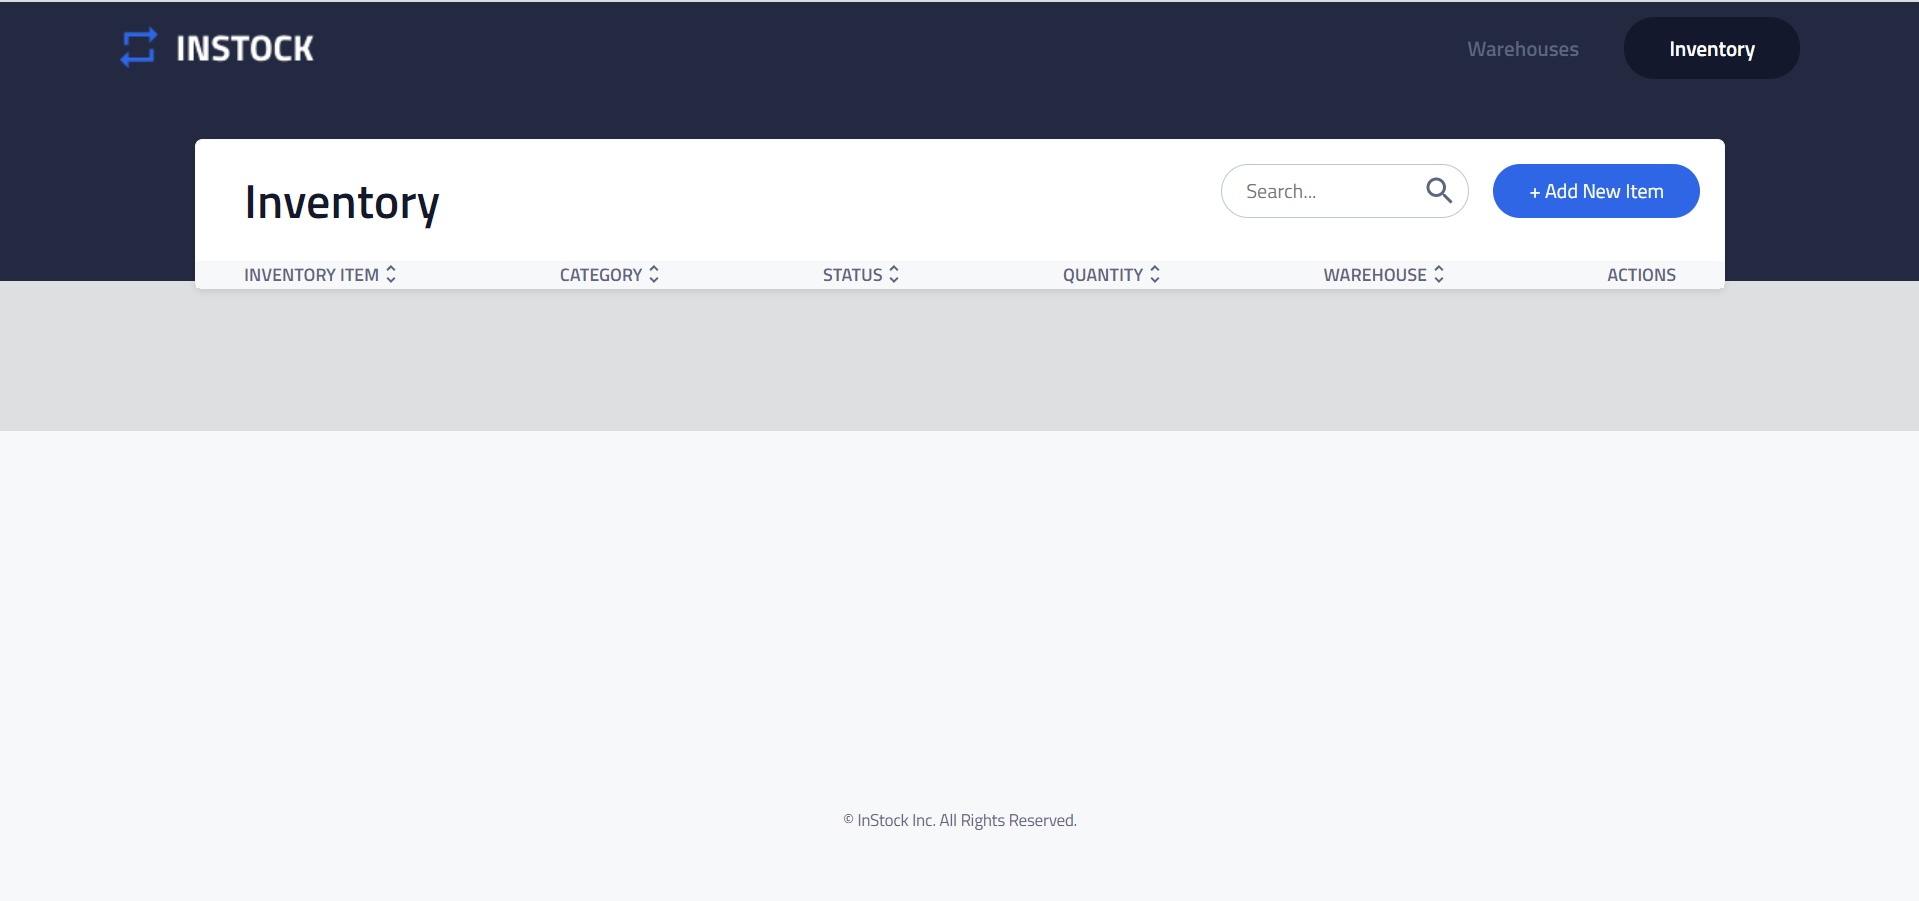 INSTOCK
Warehouses
Inventory
Inventory
Search...
+ Add New Item
INVENTORY ITEM
CATEGORY
STATUS
QUANTITY
WAREHOUSE
ACTIONS
© InStock Inc. All Rights Reserved.